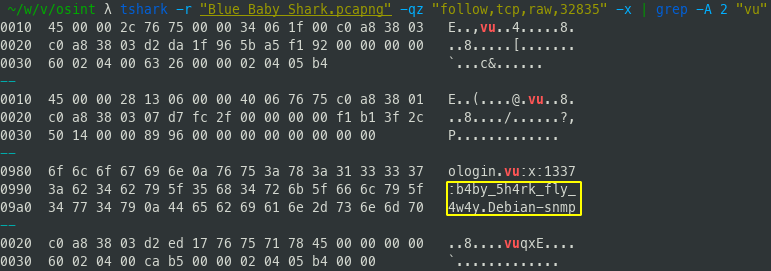 ~/w/v/osint λ tshark -r "Blue Baby Shark.pcapng" -qz "follow,tcp,raw,32835" -x | grep -A 2 "vu"
0010  45 00 00 2c 76 75 00 00 34 06 1f 00 c0 a8 38 03   E..,vu..4.....8.
0020  c0 a8 38 03 d2 da 1f 96 5b a5 f1 92 00 00 00 00   ..8.....[.......
0030  60 02 04 00 63 26 00 00 02 04 05 b4               `...c&......
--
0010  45 00 00 28 13 06 00 00 40 06 76 75 c0 a8 38 01   E..(....@.vu..8.
0020  c0 a8 38 03 07 d7 fc 2f 00 00 00 00 f1 b1 3f 2c   ..8..../......?,
0030  50 14 00 00 89 96 00 00 00 00 00 00 00 00         P.............
--
0980  6f 6c 6f 67 69 6e 0a 76 75 3a 78 3a 31 33 33 37   ologin.vu:x:1337
0990  3a 62 34 62 79 5f 35 68 34 72 6b 5f 66 6c 79 5f   :b4by_5h4rk_fly_
09a0  34 77 34 79 0a 44 65 62 69 61 6e 2d 73 6e 6d 70   4w4y.Debian-snmp
--
0020  c0 a8 38 03 d2 ed 17 76 75 71 78 45 00 00 00 00   ..8....vuqxE....
0030  60 02 04 00 ca b5 00 00 02 04 05 b4 00 00         `.............